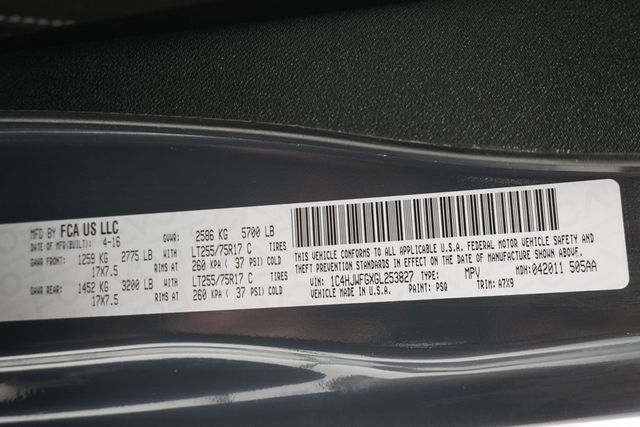 MFD BY FCA US LLC
DATE OF MFR(BUILT): 4-16 GVWR: 2586 KG 5700 LB
GAWR FRONT: 1259 KG 2775 LB WITH LT255/75R17 C TIRES
17X7.5 RIMS AT 260 KPA ( 37 PSI) COLD
GAWR REAR: 1452 KG 3200 LB WITH LT255/75R17 C TIRES
17X7.5 RIMS AT 260 KPA ( 37 PSI) COLD
THIS VEHICLE CONFORMS TO ALL APPLICABLE U.S.A. FEDERAL MOTOR VEHICLE SAFETY AND
THEFT PREVENTION STANDARDS IN EFFECT ON THE DATE OF MANUFACTURE SHOWN ABOVE.
VIN: 1C4HJWFGXGL253827 TYPE: MPV MDH: 042011 505AA
VEHICLE MADE IN U.S.A. PAINT: PSQ TRIM: A7X9